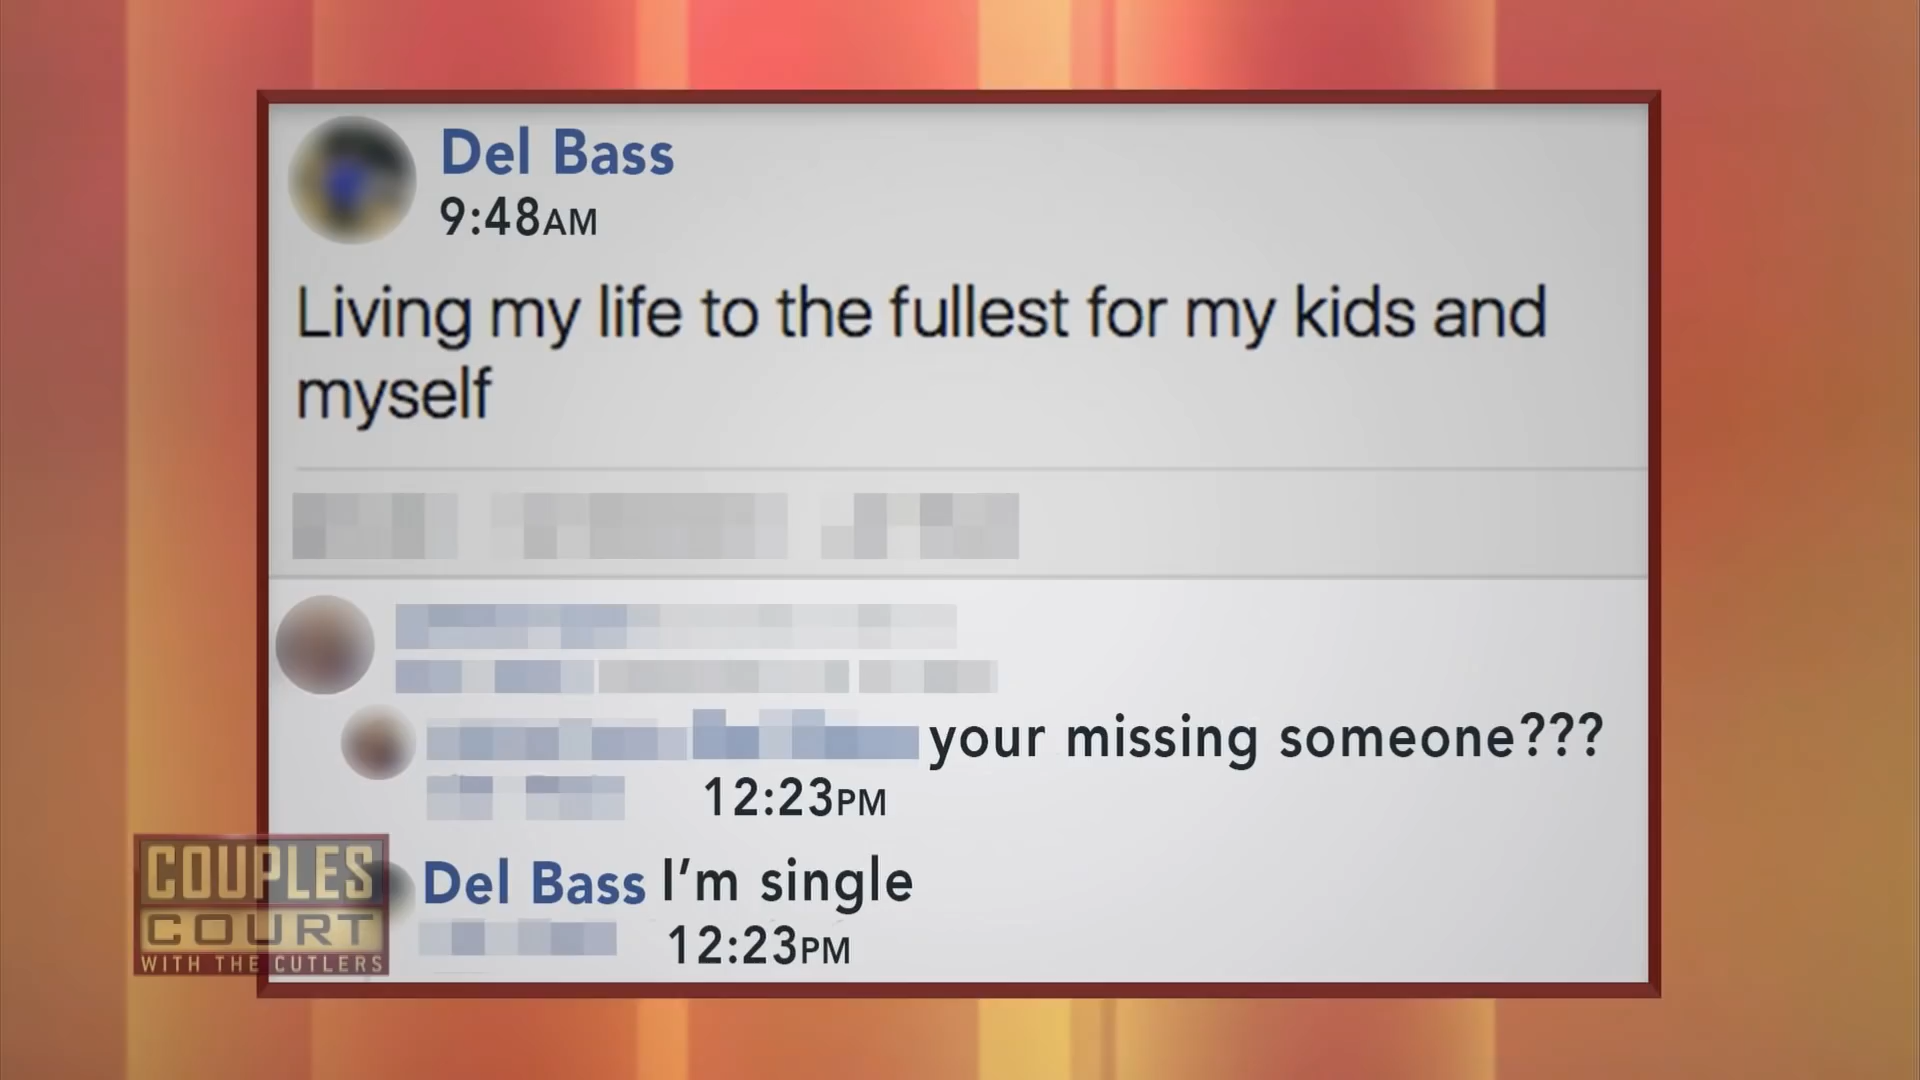 Del Bass
9:48AM
Living my life to the fullest for my kids and
myself
your missing someone???
12:23PM
Del Bass I'm single
12:23PM
COUPLES
COURT
WITH THE CUTLERS